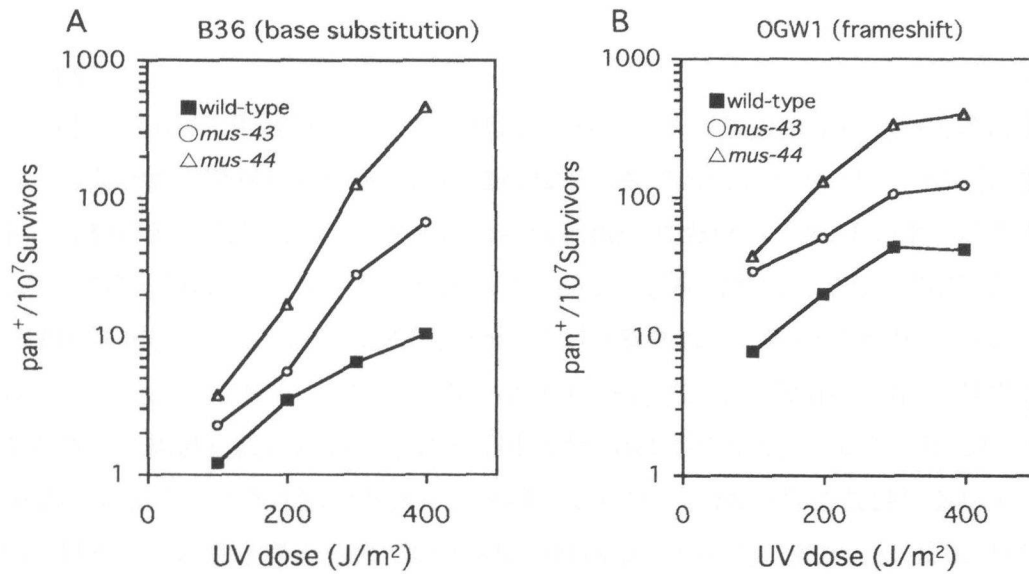 A
B36 (base substitution)
1000
100
10
1
wild-type
mus-43
mus-44
pan⁺/10⁷Survivors
0
200
400
UV dose (J/m²)
B
OGW1 (frameshift)
1000
100
10
1
wild-type
mus-43
mus-44
pan⁺/10⁷Survivors
0
200
400
UV dose (J/m²)